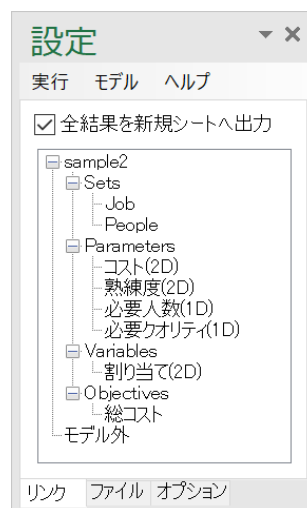 設定
実行 モデル ヘルプ
全結果を新規シートへ出力
sample2
Sets
Job
People
Parameters
コスト(2D)
熟練度(2D)
必要人数(1D)
必要クオリティ(1D)
Variables
割り当て(2D)
Objectives
総コスト
モデル外
リンク ファイル オプション